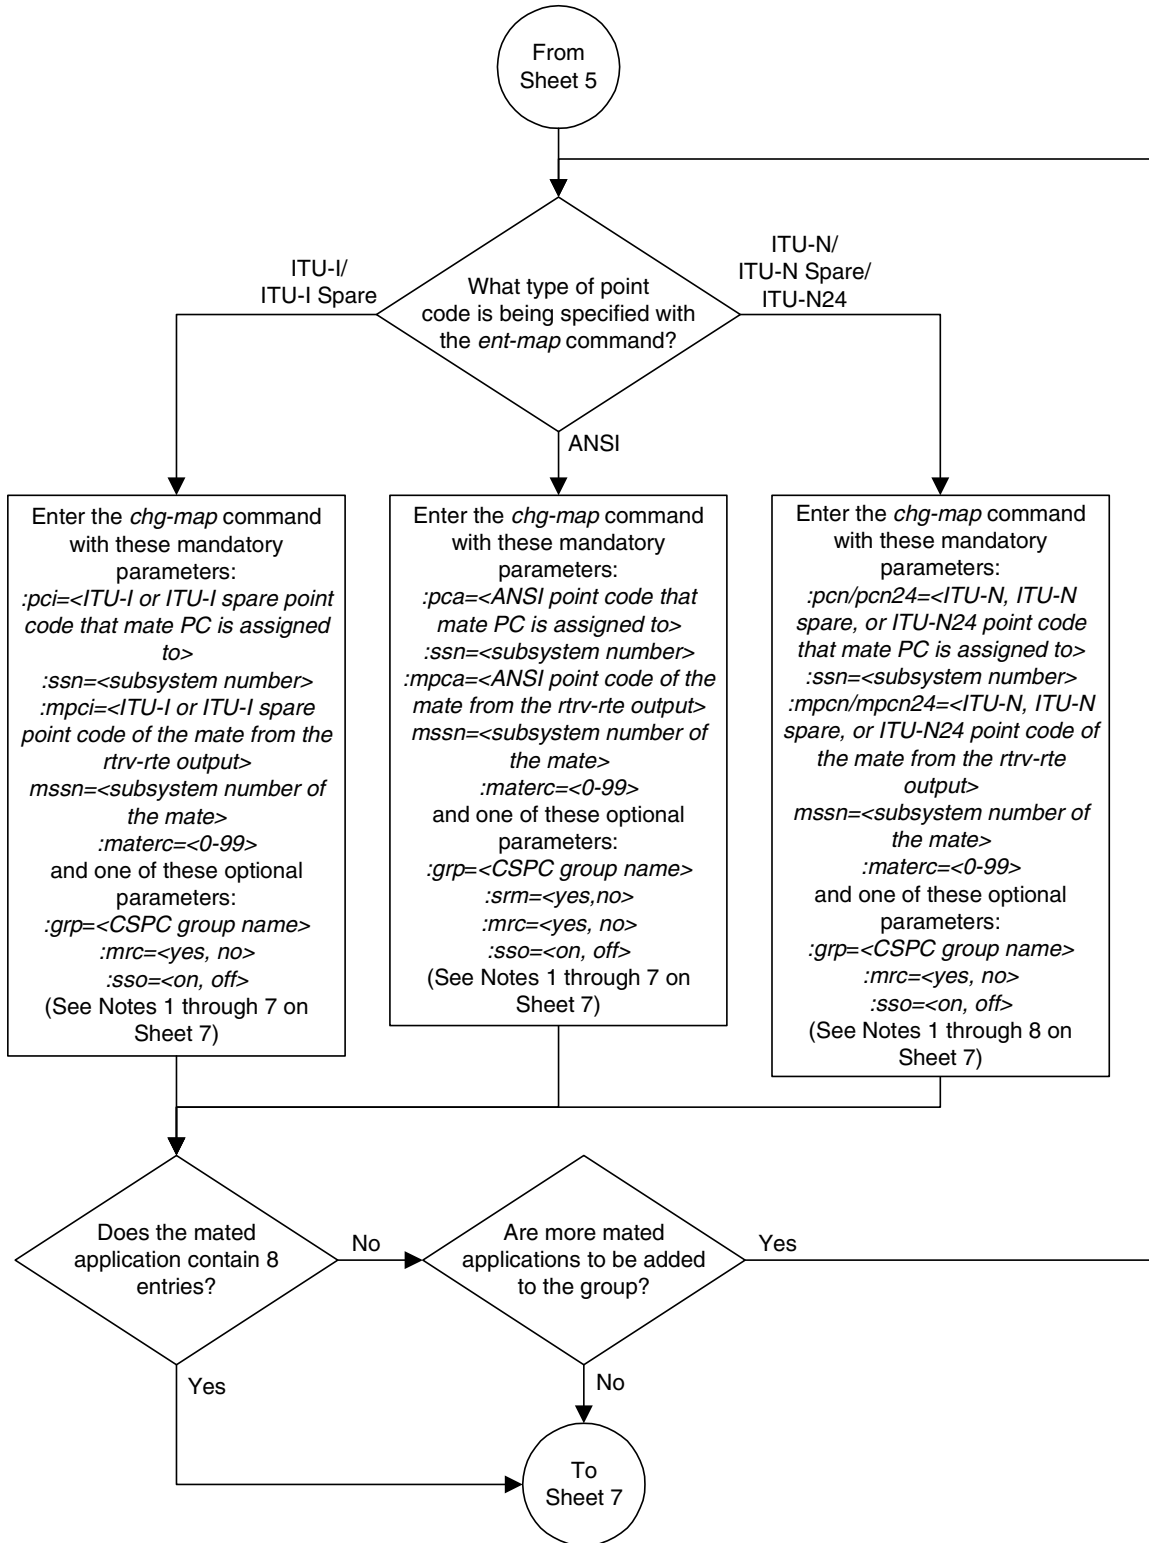 From
Sheet 5
ITU-I/
ITU-I Spare
What type of point
code is being specified with
the ent-map command?
ITU-N/
ITU-N Spare/
ITU-N24
ANSI
Enter the chg-map command
with these mandatory
parameters:
:pci=<ITU-I or ITU-I spare point
code that mate PC is assigned
to>
:ssn=<subsystem number>
:mpci=<ITU-I or ITU-I spare
point code of the mate from the
rtrv-rte output>
mssn=<subsystem number of
the mate>
:materc=<0-99>
and one of these optional
parameters:
:grp=<CSPC group name>
:mrc=<yes, no>
:sso=<on, off>
(See Notes 1 through 7 on
Sheet 7)
Enter the chg-map command
with these mandatory
parameters:
:pca=<ANSI point code that
mate PC is assigned to>
:ssn=<subsystem number>
:mpca=<ANSI point code of the
mate from the rtrv-rte output>
mssn=<subsystem number of
the mate>
:materc=<0-99>
and one of these optional
parameters:
:grp=<CSPC group name>
:srm=<yes,no>
:mrc=<yes, no>
:sso=<on, off>
(See Notes 1 through 7 on
Sheet 7)
Enter the chg-map command
with these mandatory
parameters:
:pcn/pcn24=<ITU-N, ITU-N
spare, or ITU-N24 point code
that mate PC is assigned to>
:ssn=<subsystem number>
:mpcn/mpcn24=<ITU-N, ITU-N
spare, or ITU-N24 point code of
the mate from the rtrv-rte
output>
mssn=<subsystem number of
the mate>
:materc=<0-99>
and one of these optional
parameters:
:grp=<CSPC group name>
:mrc=<yes, no>
:sso=<on, off>
(See Notes 1 through 8 on
Sheet 7)
Does the mated
application contain 8
entries?
No
Are more mated
applications to be added
to the group?
Yes
Yes
No
To
Sheet 7